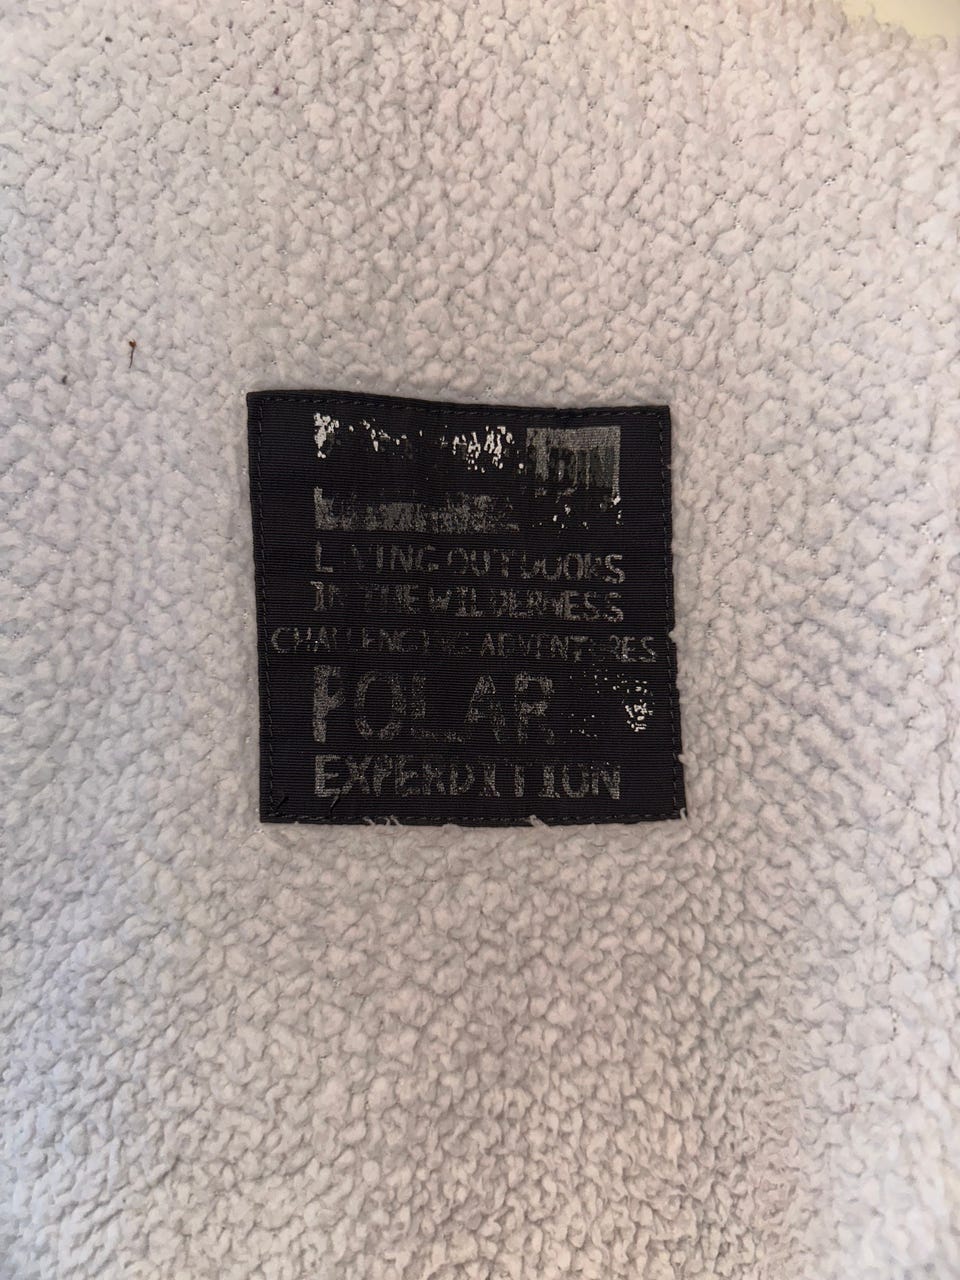 LIVING OUTDOORS
IN THE WILDERNESS
CHALLENGING ADVENTURES
POLAR
EXPERDITION